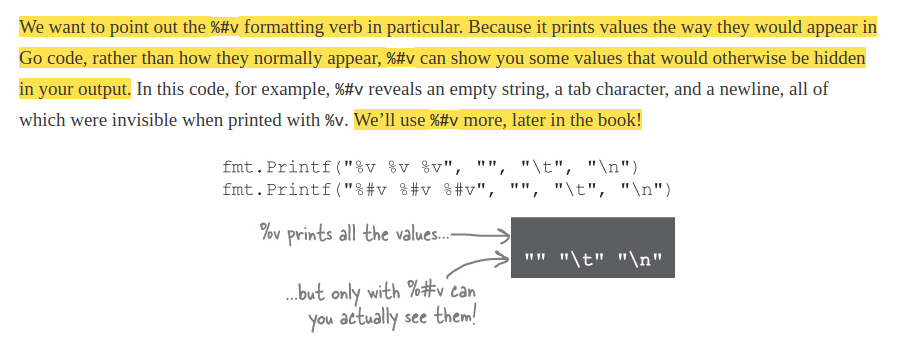 We want to point out the %#v formatting verb in particular. Because it prints values the way they would appear in
Go code, rather than how they normally appear, %#v can show you some values that would otherwise be hidden
in your output. In this code, for example, %#v reveals an empty string, a tab character, and a newline, all of
which were invisible when printed with %v. We’ll use %#v more, later in the book!
fmt.Printf("%v %v %v", "", "\t", "\n")
fmt.Printf("%#v %#v %#v", "", "\t", "\n")
%v prints all the values...
"" "\t" "\n"
...but only with %#v can
you actually see them!